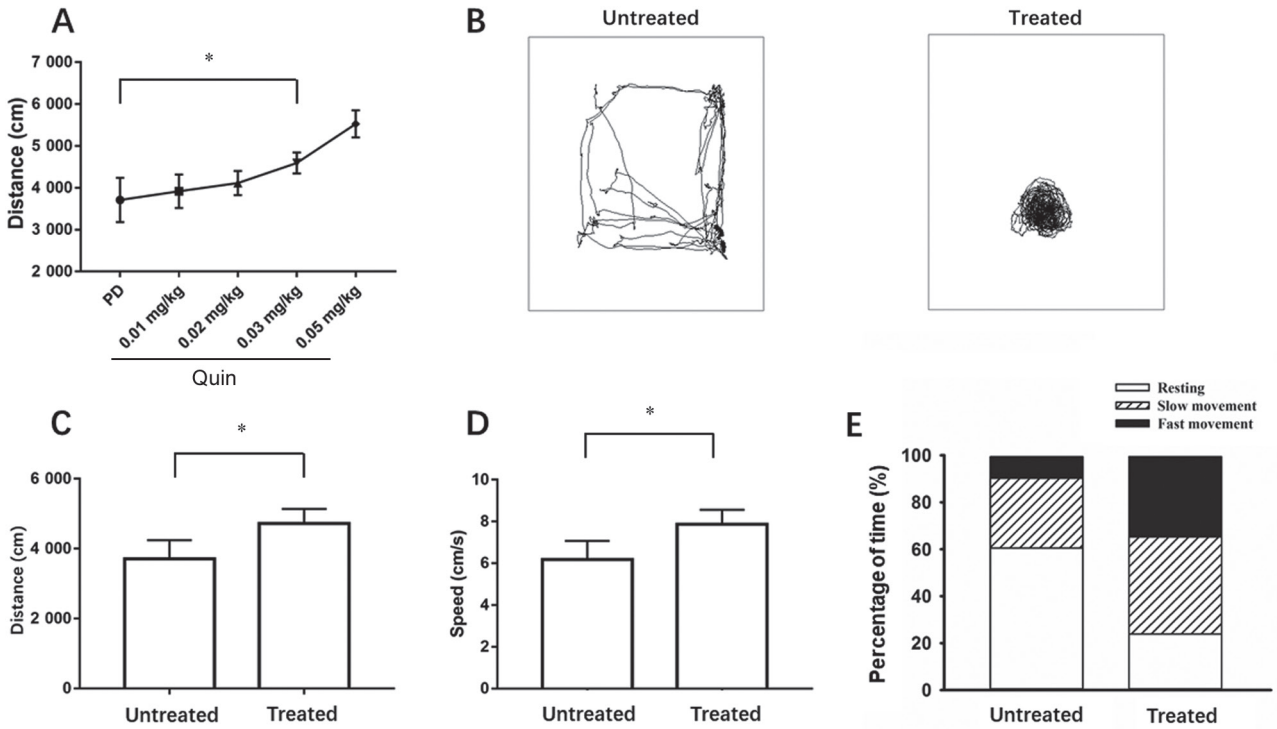 A
Distance (cm)
7 000
6 000
5 000
4 000
3 000
2 000
*
PD
0.01 mg/kg
0.02 mg/kg
0.03 mg/kg
0.05 mg/kg
Quin
B
Untreated
Treated
C
Distance (cm)
6 000
4 000
2 000
0
*
Untreated
Treated
D
Speed (cm/s)
10
8
6
4
2
0
*
Untreated
Treated
E
Resting
Slow movement
Fast movement
Percentage of time (%)
100
80
60
40
20
0
Untreated
Treated